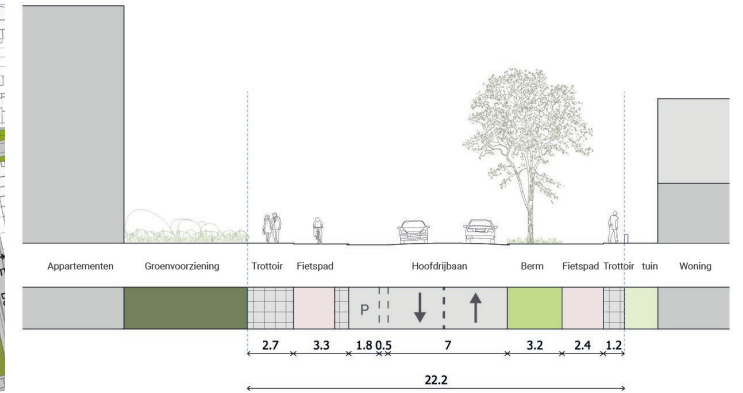 Appartementen Groenvoorziening Trottoir Fietspad Hoofdrijbaan Berm Fietspad Trottoir tuin Woning
P
2.7 3.3 1.8 0.5 7 3.2 2.4 1.2
22.2